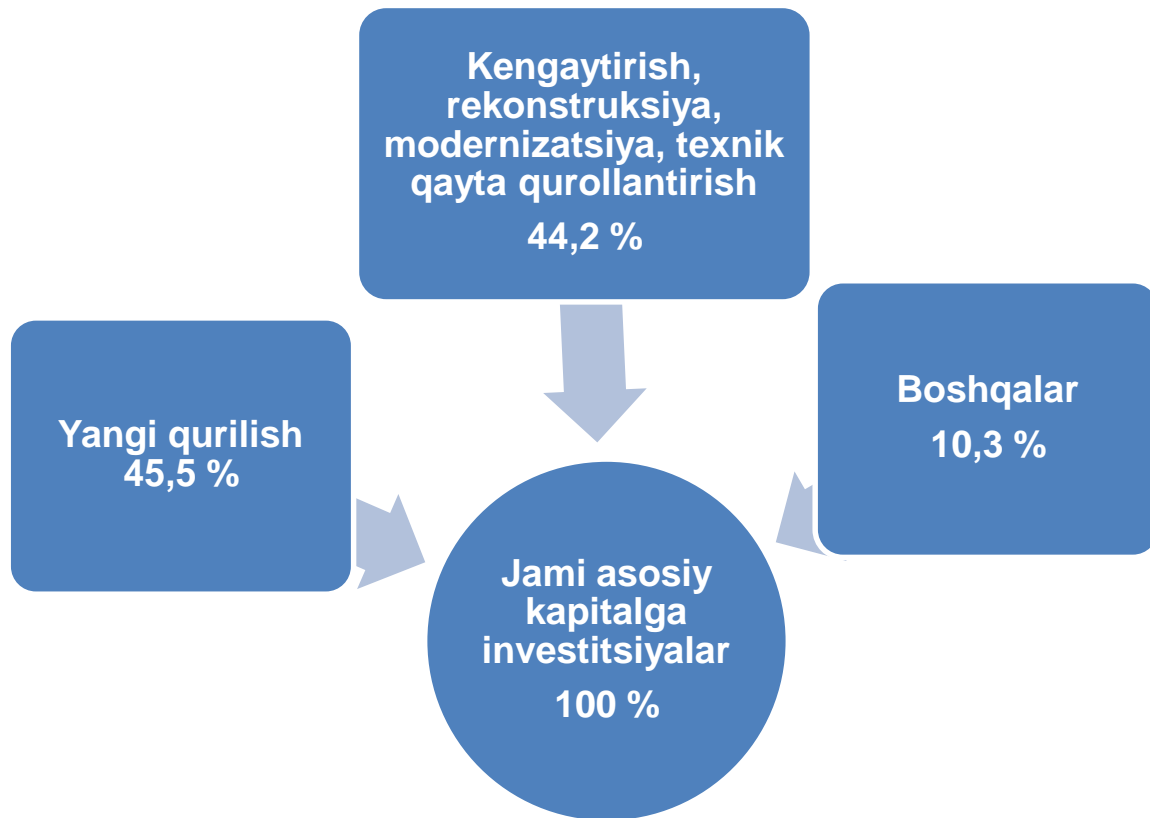 Kengaytirish,
rekonstruksiya,
modernizatsiya, texnik
qayta qurollantirish
44,2 %
Yangi qurilish
45,5 %
Boshqalar
10,3 %
Jami asosiy
kapitalga
investitsiyalar
100 %